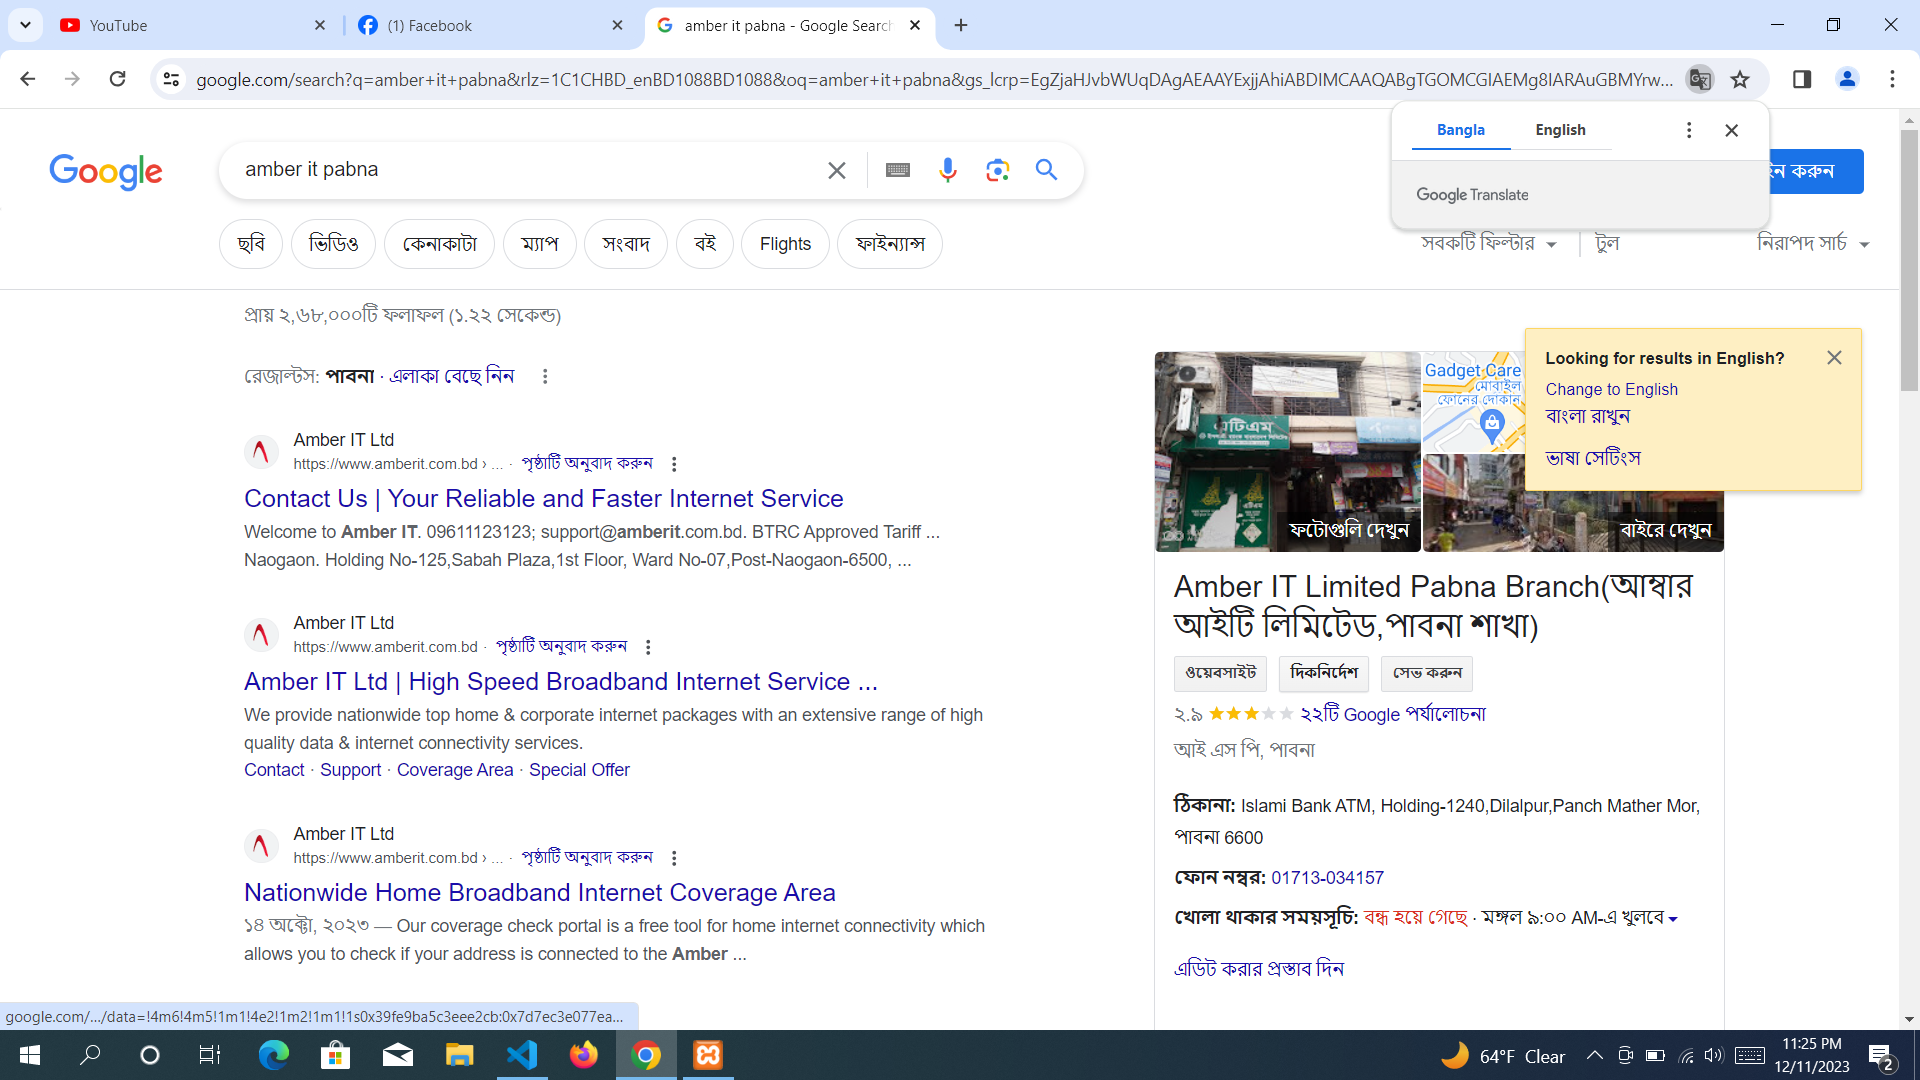 YouTube
(1) Facebook
amber it pabna - Google Search
google.com/search?q=amber+it+pabna&rlz=1C1CHBD_enBD1088BD1088&oq=amber+it+pabna&gs_lcrp=EgZjaHJvbWUqDAgAEAAYExjjAhiABDIMCAAQABgTGOMCGIAEMg8IARAuGBMYrw...
Bangla English
Google Translate
Google
amber it pabna
ইন করুন
ছবি ভিডিও কেনাকাটা ম্যাপ সংবাদ বই Flights ফাইন্যান্স
সবকটি ফিল্টার টুল নিরাপদ সার্চ
প্রায় ২,৬৮,০০০টি ফলাফল (১.২২ সেকেন্ড)
রেজাল্টস: পাবনা · এলাকা বেছে নিন
Amber IT Ltd
https://www.amberit.com.bd › ... · পৃষ্ঠাটি অনুবাদ করুন
Contact Us | Your Reliable and Faster Internet Service
Welcome to Amber IT. 09611123123; support@amberit.com.bd. BTRC Approved Tariff ...
Naogaon. Holding No-125,Sabah Plaza,1st Floor, Ward No-07,Post-Naogaon-6500, ...
Amber IT Ltd
https://www.amberit.com.bd · পৃষ্ঠাটি অনুবাদ করুন
Amber IT Ltd | High Speed Broadband Internet Service ...
We provide nationwide top home & corporate internet packages with an extensive range of high
quality data & internet connectivity services.
Contact · Support · Coverage Area · Special Offer
Amber IT Ltd
https://www.amberit.com.bd › ... · পৃষ্ঠাটি অনুবাদ করুন
Nationwide Home Broadband Internet Coverage Area
১৪ অক্টো, ২০২৩ — Our coverage check portal is a free tool for home internet connectivity which
allows you to check if your address is connected to the Amber ...
Looking for results in English?
Change to English
বাংলা রাখুন
ভাষা সেটিংস
এটিএম
Gadget Care
মোবাইল
ফোনের দোকান
ফটোগুলি দেখুন
বাইরে দেখুন
Amber IT Limited Pabna Branch(আম্বার
আইটি লিমিটেড,পাবনা শাখা)
ওয়েবসাইট দিকনির্দেশ সেভ করুন
২.৯ ২২টি Google পর্যালোচনা
আই এস পি, পাবনা
ঠিকানা: Islami Bank ATM, Holding-1240,Dilalpur,Panch Mather Mor,
পাবনা 6600
ফোন নম্বর: 01713-034157
খোলা থাকার সময়সূচি: বন্ধ হয়ে গেছে · মঙ্গল ৯:০০ AM-এ খুলবে
এডিট করার প্রস্তাব দিন
google.com/.../data=!4m6!4m5!1m1!4e2!1m2!1m1!1s0x39fe9ba5c3eee2cb:0x7d7ec3e077ea...
64°F Clear
11:25 PM
12/11/2023
2